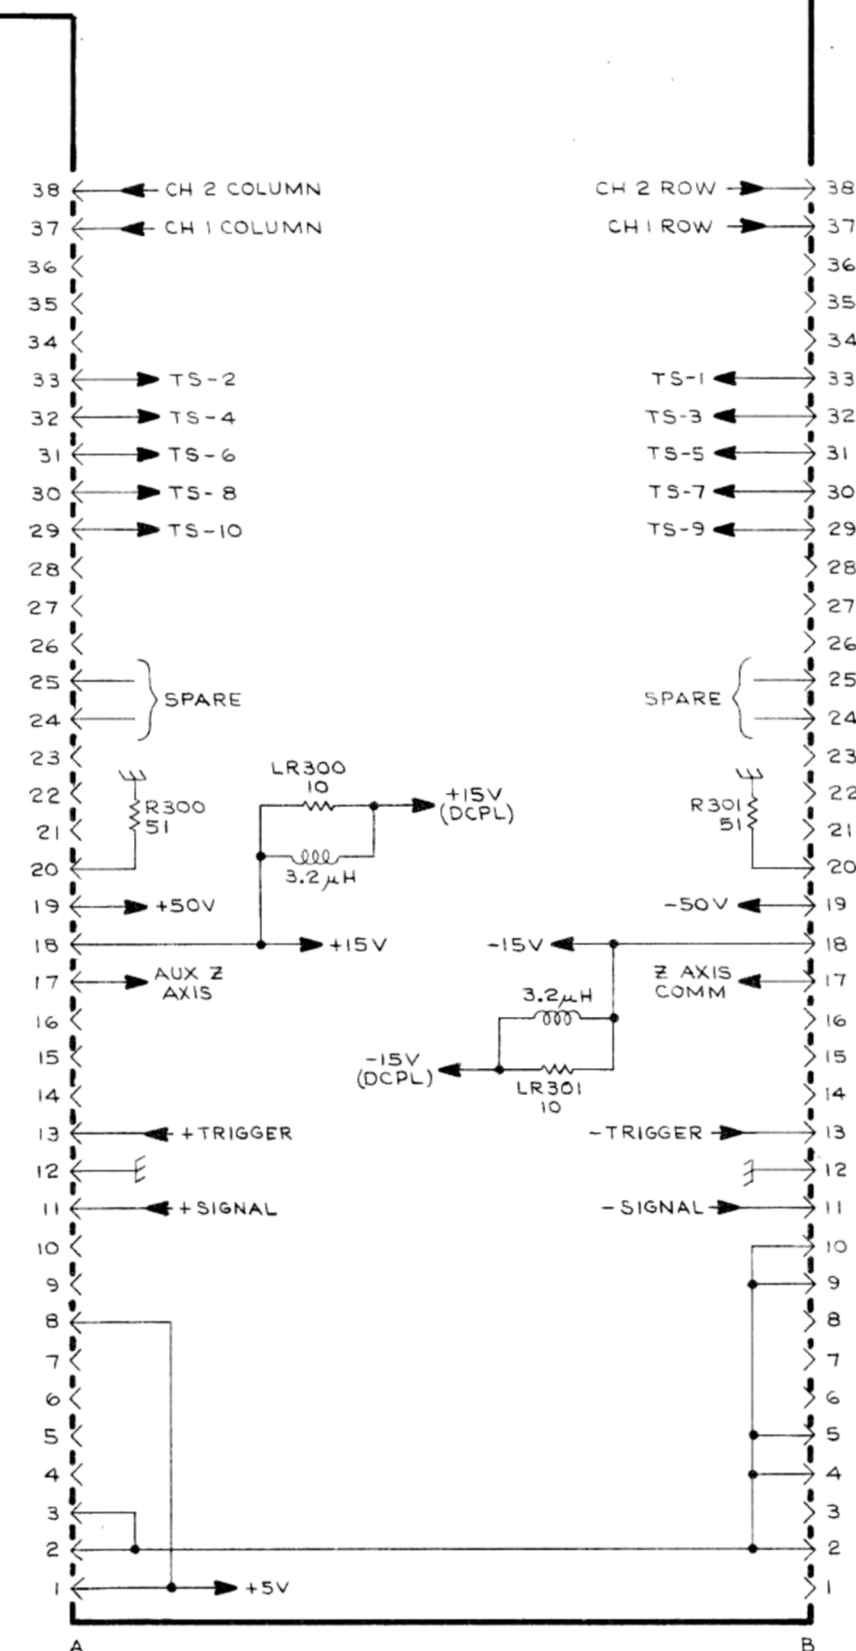 38 CH 2 COLUMN CH 2 ROW 38
37 CH 1 COLUMN CH 1 ROW 37
36 36
35 35
34 34
33 TS-2 TS-1 33
32 TS-4 TS-3 32
31 TS-6 TS-5 31
30 TS-8 TS-7 30
29 TS-10 TS-9 29
28 28
27 27
26 26
25 25
SPARE SPARE
24 24
23 23
LR300
10
+15V
(DCPL)
22 22
R300
51
R301
51
21 21
3.2μH
20 20
19 +50V -50V 19
18 +15V -15V 18
17 AUX Z
AXIS
Z AXIS
COMM
17
3.2μH
16 16
15 15
-15V
(DCPL)
LR301
10
14 14
13 +TRIGGER -TRIGGER 13
12 12
11 +SIGNAL -SIGNAL 11
10 10
9 9
8 8
7 7
6 6
5 5
4 4
3 3
2 2
1 +5V 1
A B